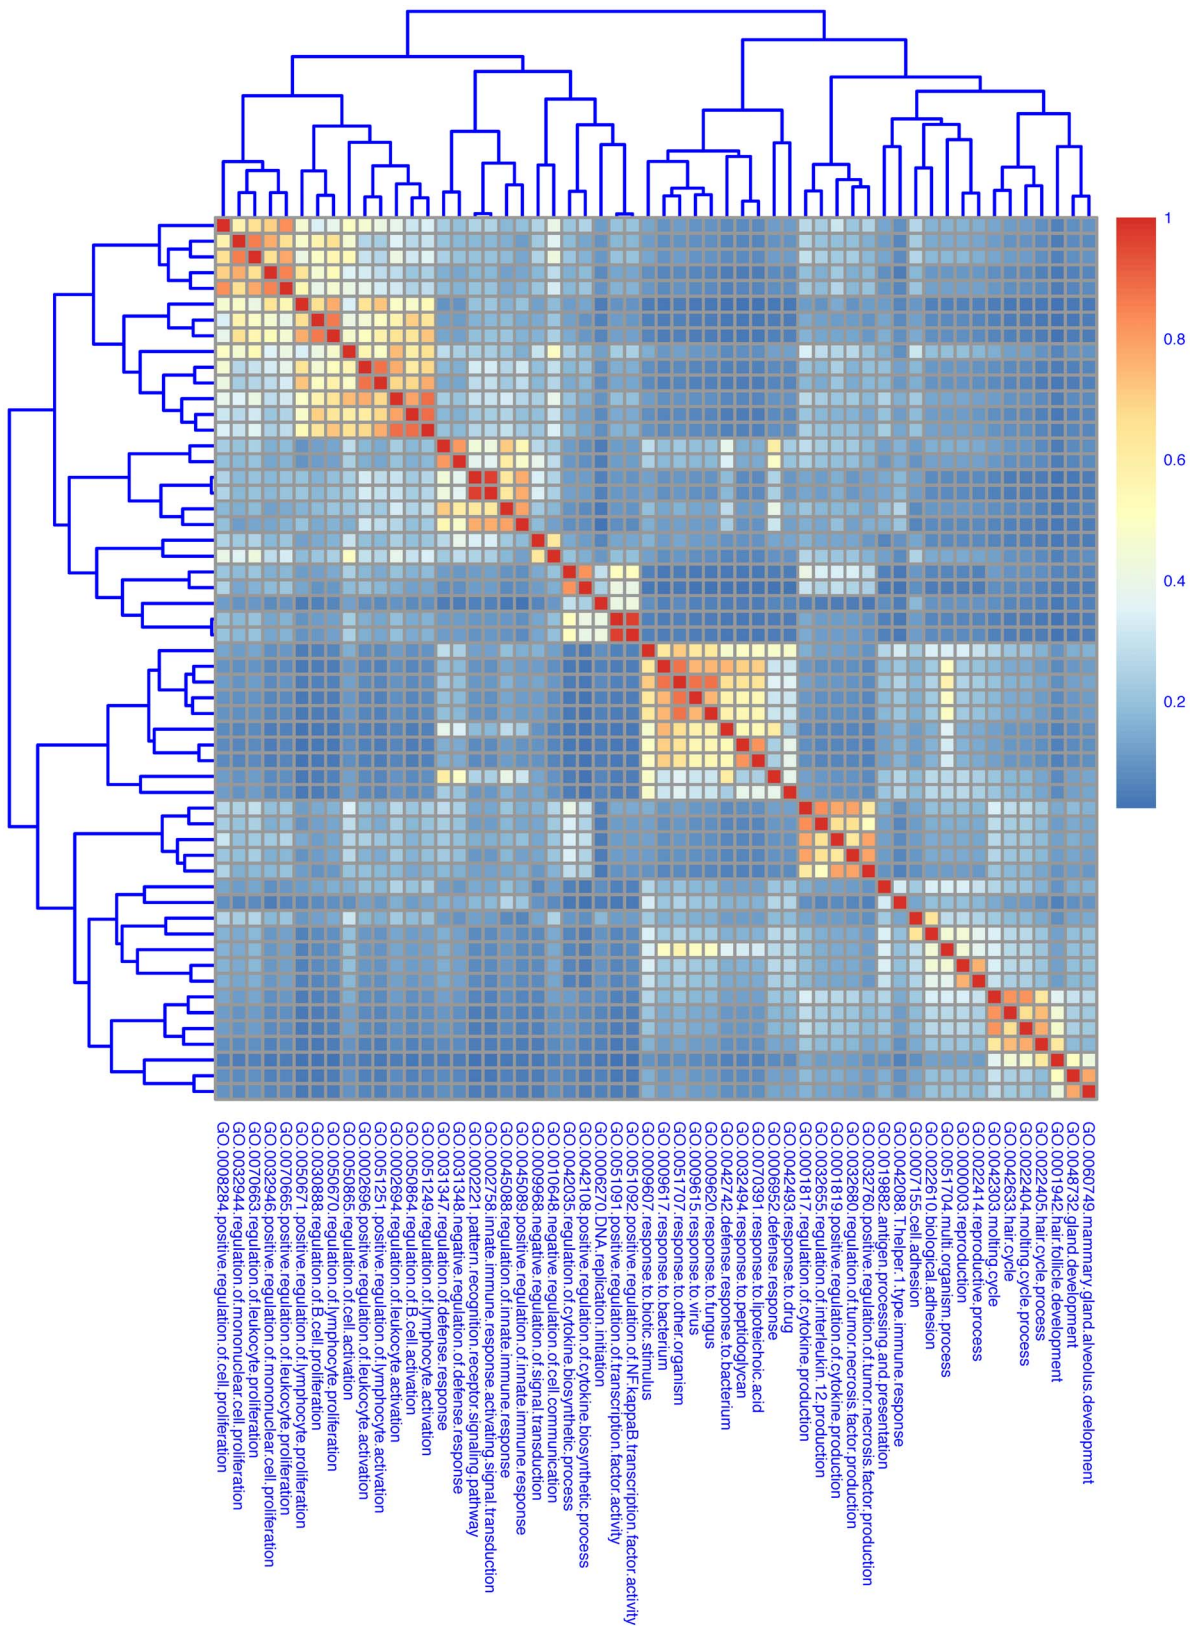 1
0.8
0.6
0.4
0.2
GO.0008284.positive.regulation.of.cell.proliferation
GO.0032944.regulation.of.mononuclear.cell.proliferation
GO.0070663.regulation.of.leukocyte.proliferation
GO.0032946.positive.regulation.of.mononuclear.cell.proliferation
GO.0070665.positive.regulation.of.leukocyte.proliferation
GO.0050671.positive.regulation.of.lymphocyte.proliferation
GO.0030888.regulation.of.B.cell.proliferation
GO.0050670.regulation.of.lymphocyte.proliferation
GO.0050865.regulation.of.cell.activation
GO.0002696.positive.regulation.of.leukocyte.activation
GO.0051251.positive.regulation.of.lymphocyte.activation
GO.0002694.regulation.of.leukocyte.activation
GO.0050864.regulation.of.B.cell.activation
GO.0051249.regulation.of.lymphocyte.activation
GO.0031347.regulation.of.defense.response
GO.0031348.negative.regulation.of.defense.response
GO.0002221.pattern.recognition.receptor.signaling.pathway
GO.0002758.innate.immune.response.activating.signal.transduction
GO.0045088.regulation.of.innate.immune.response
GO.0045089.positive.regulation.of.innate.immune.response
GO.0009968.negative.regulation.of.signal.transduction
GO.0010648.negative.regulation.of.cell.communication
GO.0042035.regulation.of.cytokine.biosynthetic.process
GO.0042108.positive.regulation.of.cytokine.biosynthetic.process
GO.0006270.DNA.replication.initiation
GO.0051091.positive.regulation.of.transcription.factor.activity
GO.0051092.positive.regulation.of.NF.kappaB.transcription.factor.activity
GO.0009607.response.to.biotic.stimulus
GO.0009617.response.to.bacterium
GO.0051707.response.to.other.organism
GO.0009615.response.to.virus
GO.0009620.response.to.fungus
GO.0042742.defense.response.to.bacterium
GO.0032494.response.to.peptidoglycan
GO.0070391.response.to.lipoteichoic.acid
GO.0006952.defense.response
GO.0042493.response.to.drug
GO.0001817.regulation.of.cytokine.production
GO.0032655.regulation.of.interleukin.12.production
GO.0001819.positive.regulation.of.cytokine.production
GO.0032680.regulation.of.tumor.necrosis.factor.production
GO.0032760.positive.regulation.of.tumor.necrosis.factor.production
GO.0019882.antigen.processing.and.presentation
GO.0042088.T.helper.1.type.immune.response
GO.0007155.cell.adhesion
GO.0022610.biological.adhesion
GO.0051704.multi.organism.process
GO.0000003.reproduction
GO.0022414.reproductive.process
GO.0042303.molting.cycle
GO.0042633.hair.cycle
GO.0022404.molting.cycle.process
GO.0022405.hair.cycle.process
GO.0001942.hair.follicle.development
GO.0048732.gland.development
GO.0060749.mammary.gland.alveolus.development